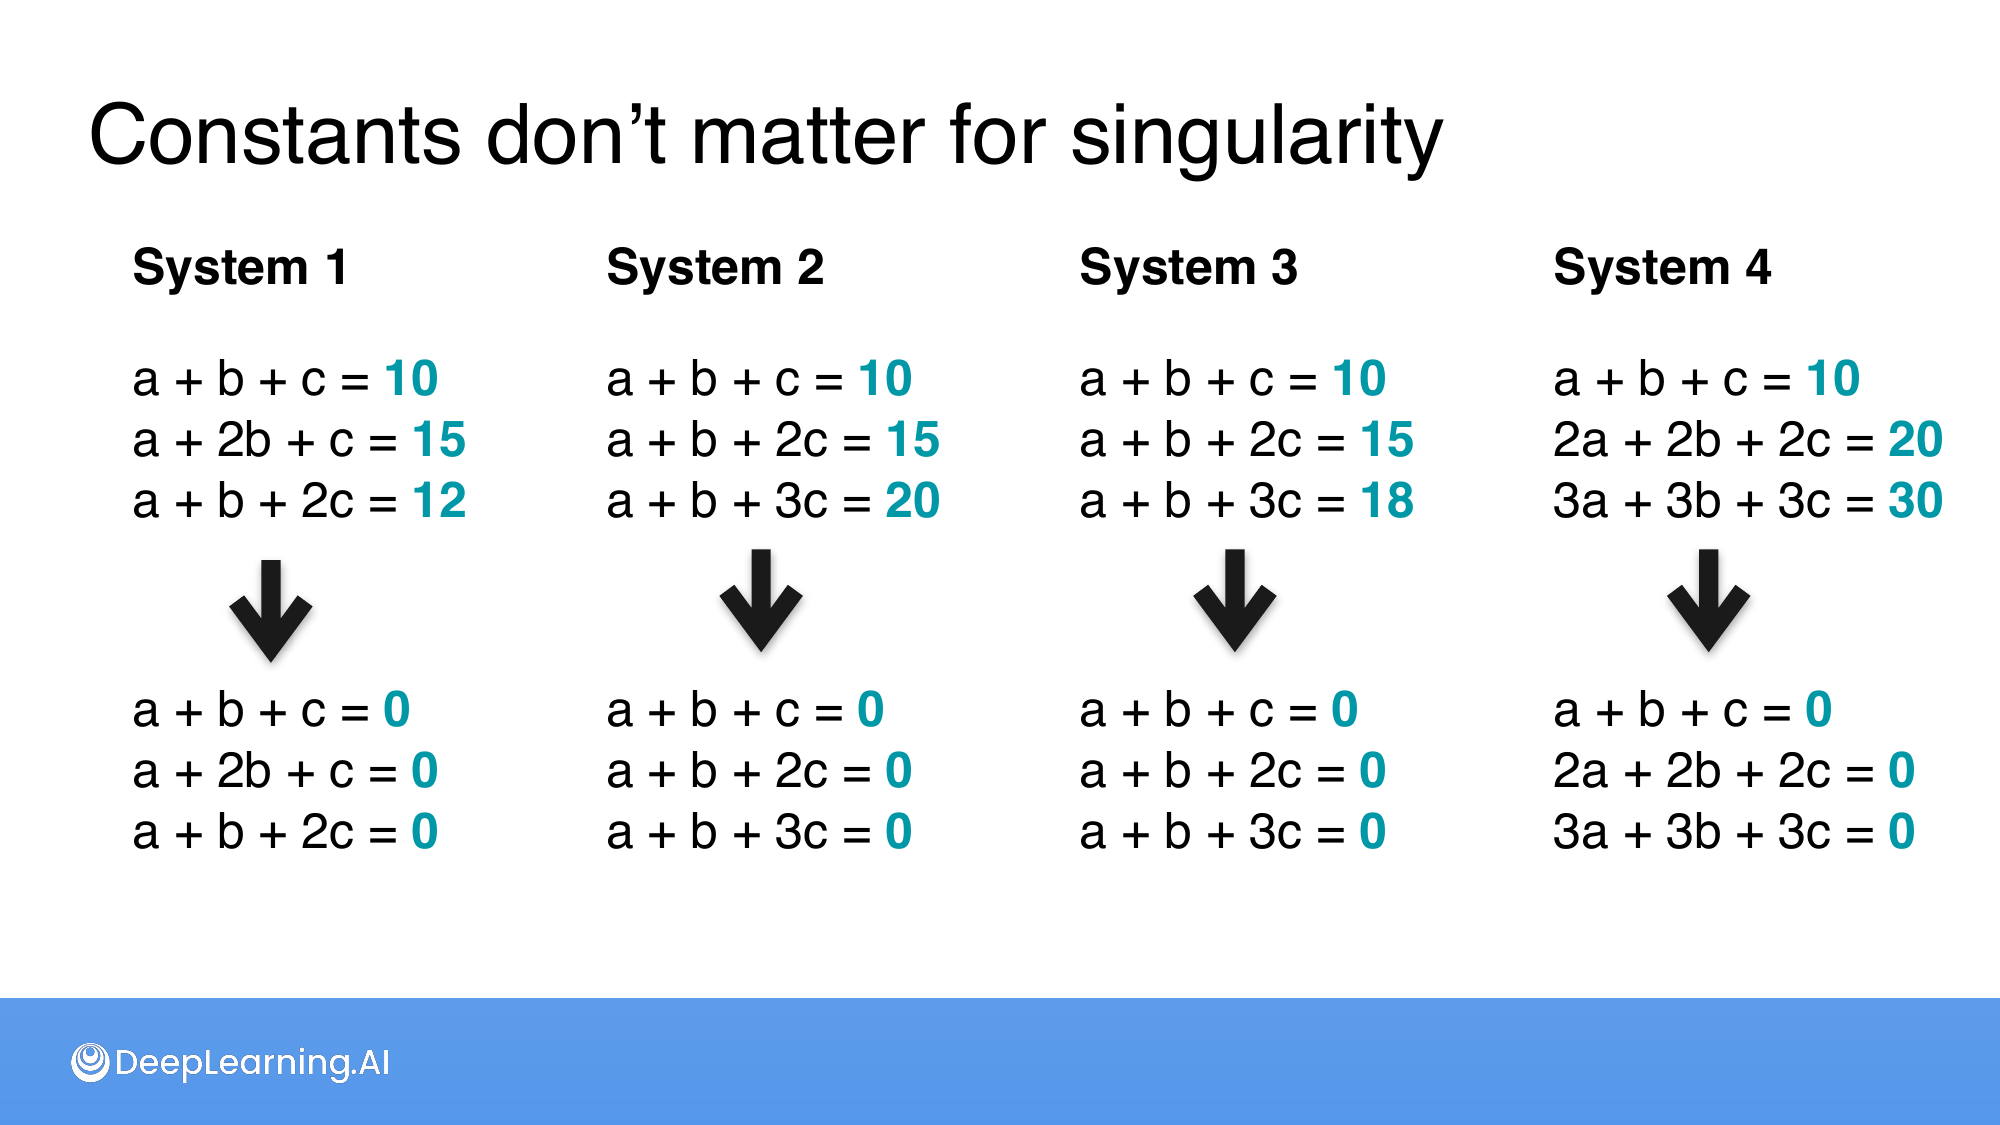 Constants don’t matter for singularity
System 1
a + b + c = 10
a + 2b + c = 15
a + b + 2c = 12
a + b + c = 0
a + 2b + c = 0
a + b + 2c = 0
System 2
a + b + c = 10
a + b + 2c = 15
a + b + 3c = 20
a + b + c = 0
a + b + 2c = 0
a + b + 3c = 0
System 3
a + b + c = 10
a + b + 2c = 15
a + b + 3c = 18
a + b + c = 0
a + b + 2c = 0
a + b + 3c = 0
System 4
a + b + c = 10
2a + 2b + 2c = 20
3a + 3b + 3c = 30
a + b + c = 0
2a + 2b + 2c = 0
3a + 3b + 3c = 0
DeepLearning.AI